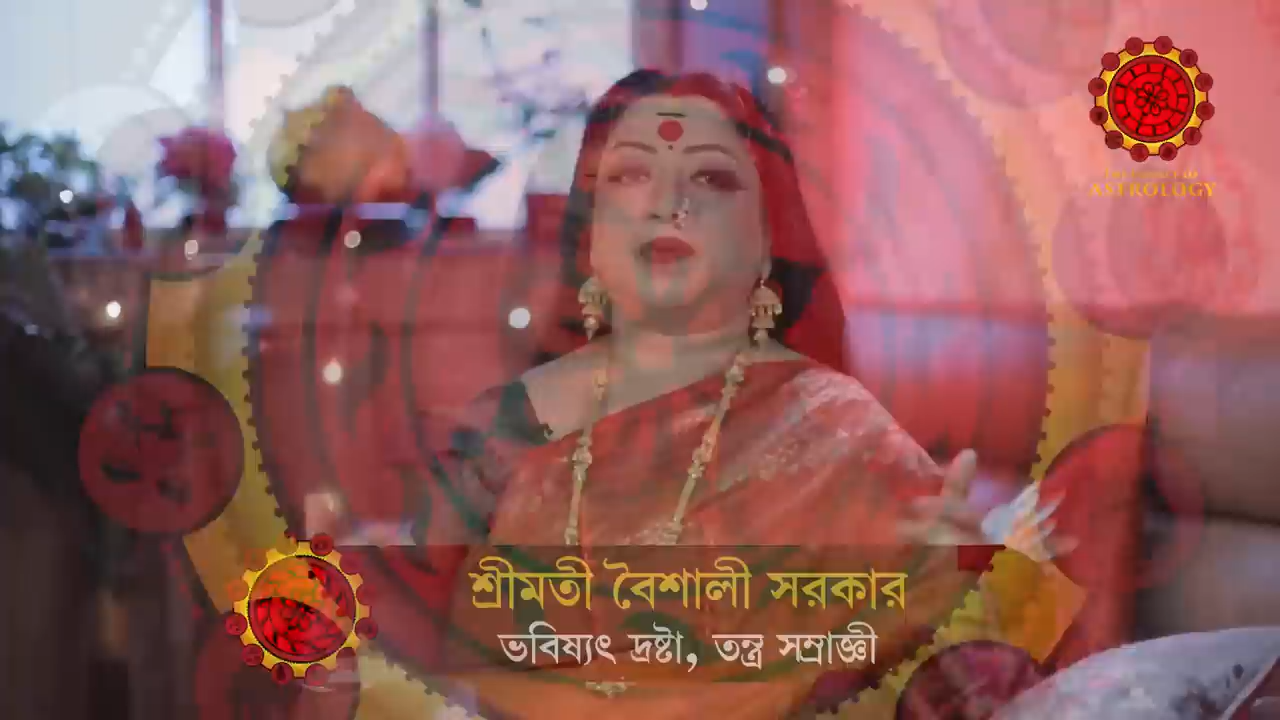 ASTROLOGY
শ্রীমতী বৈশালী সরকার
ভবিষ্যৎ দ্রষ্টা, তন্ত্র সম্রাজ্ঞী